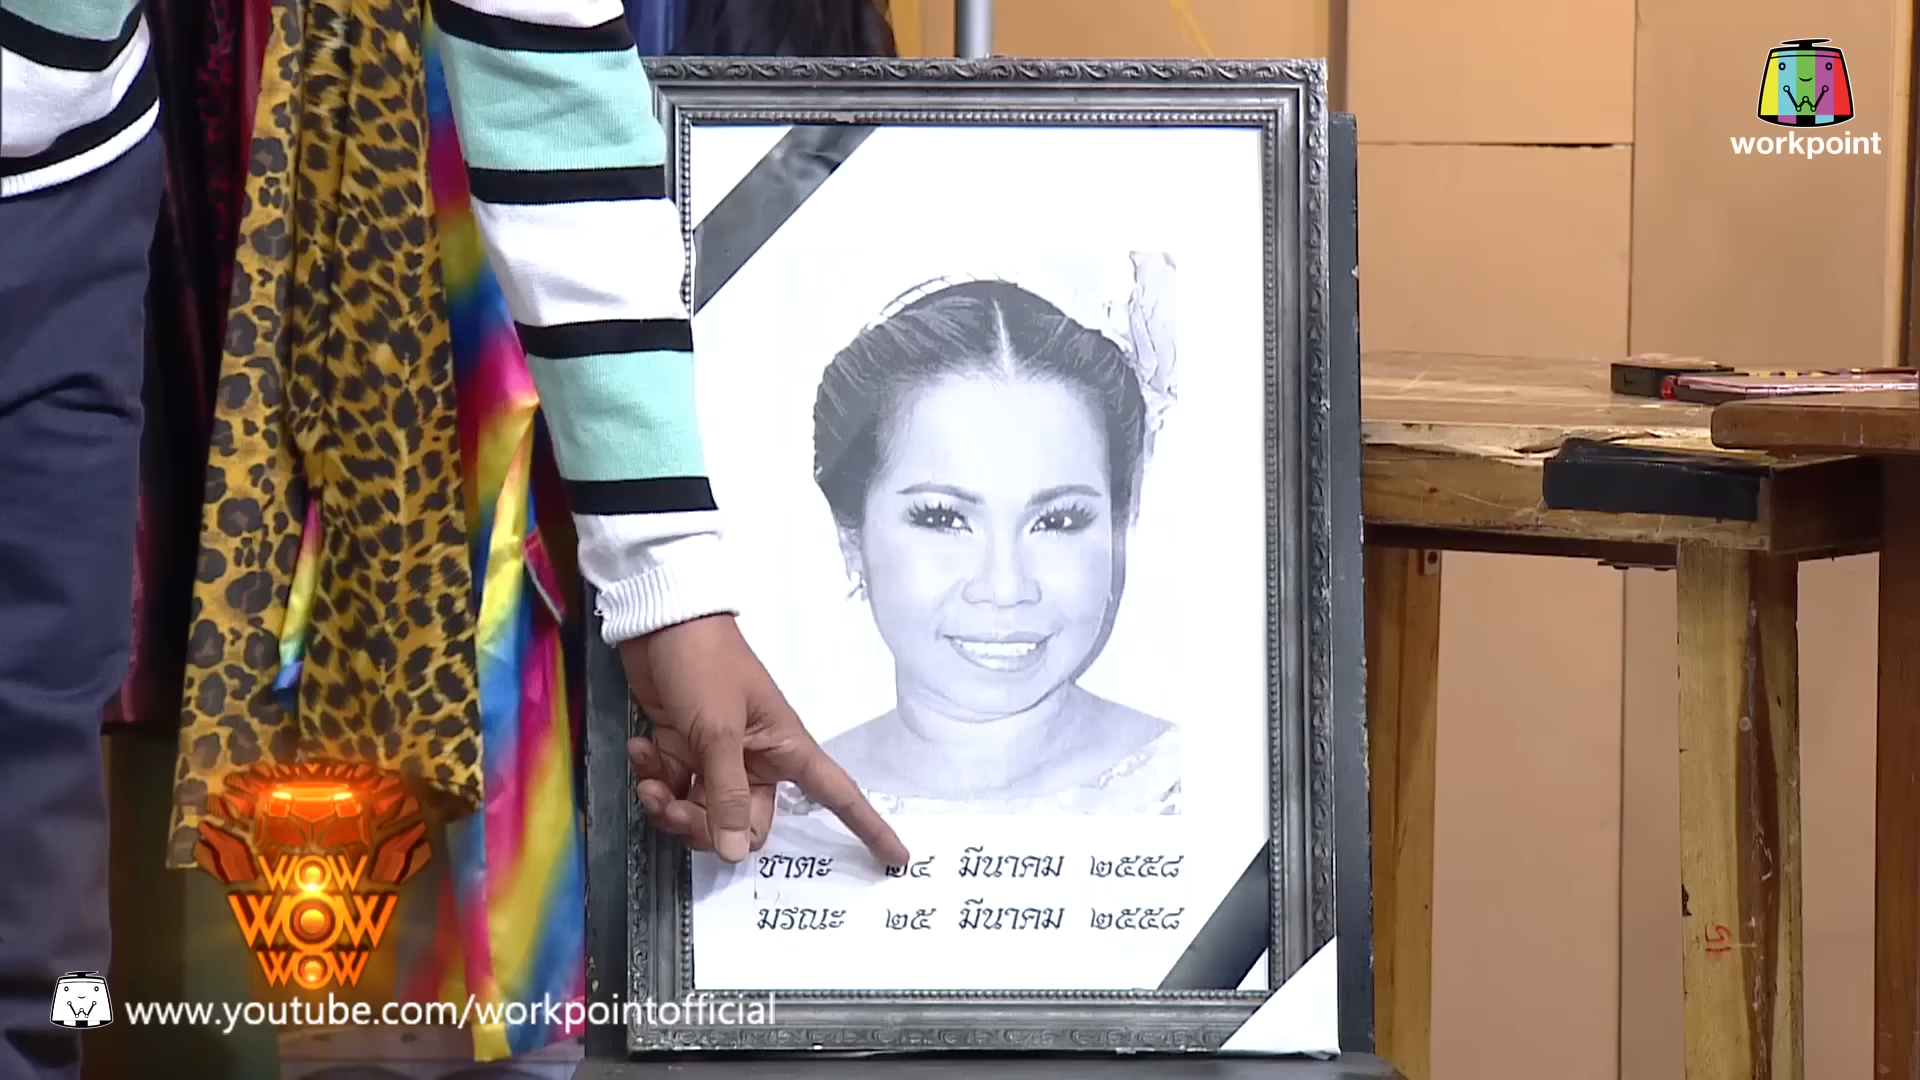 workpoint
ชาตะ ๒๔ มีนาคม ๒๕๕๘
มรณะ ๒๕ มีนาคม ๒๕๕๘
WOW
WOW
WOW
www.youtube.com/workpointofficial